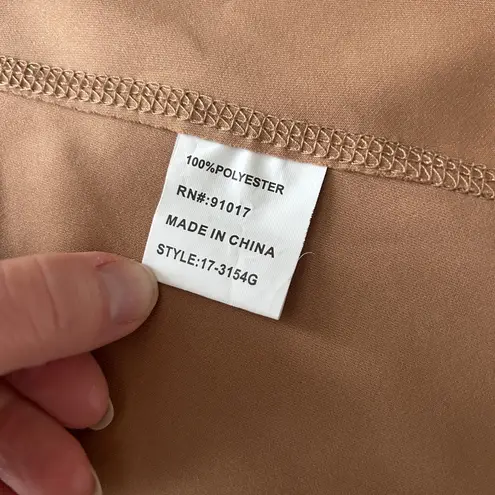 100%POLYESTER
RN#:91017
MADE IN CHINA
STYLE:17-3154G